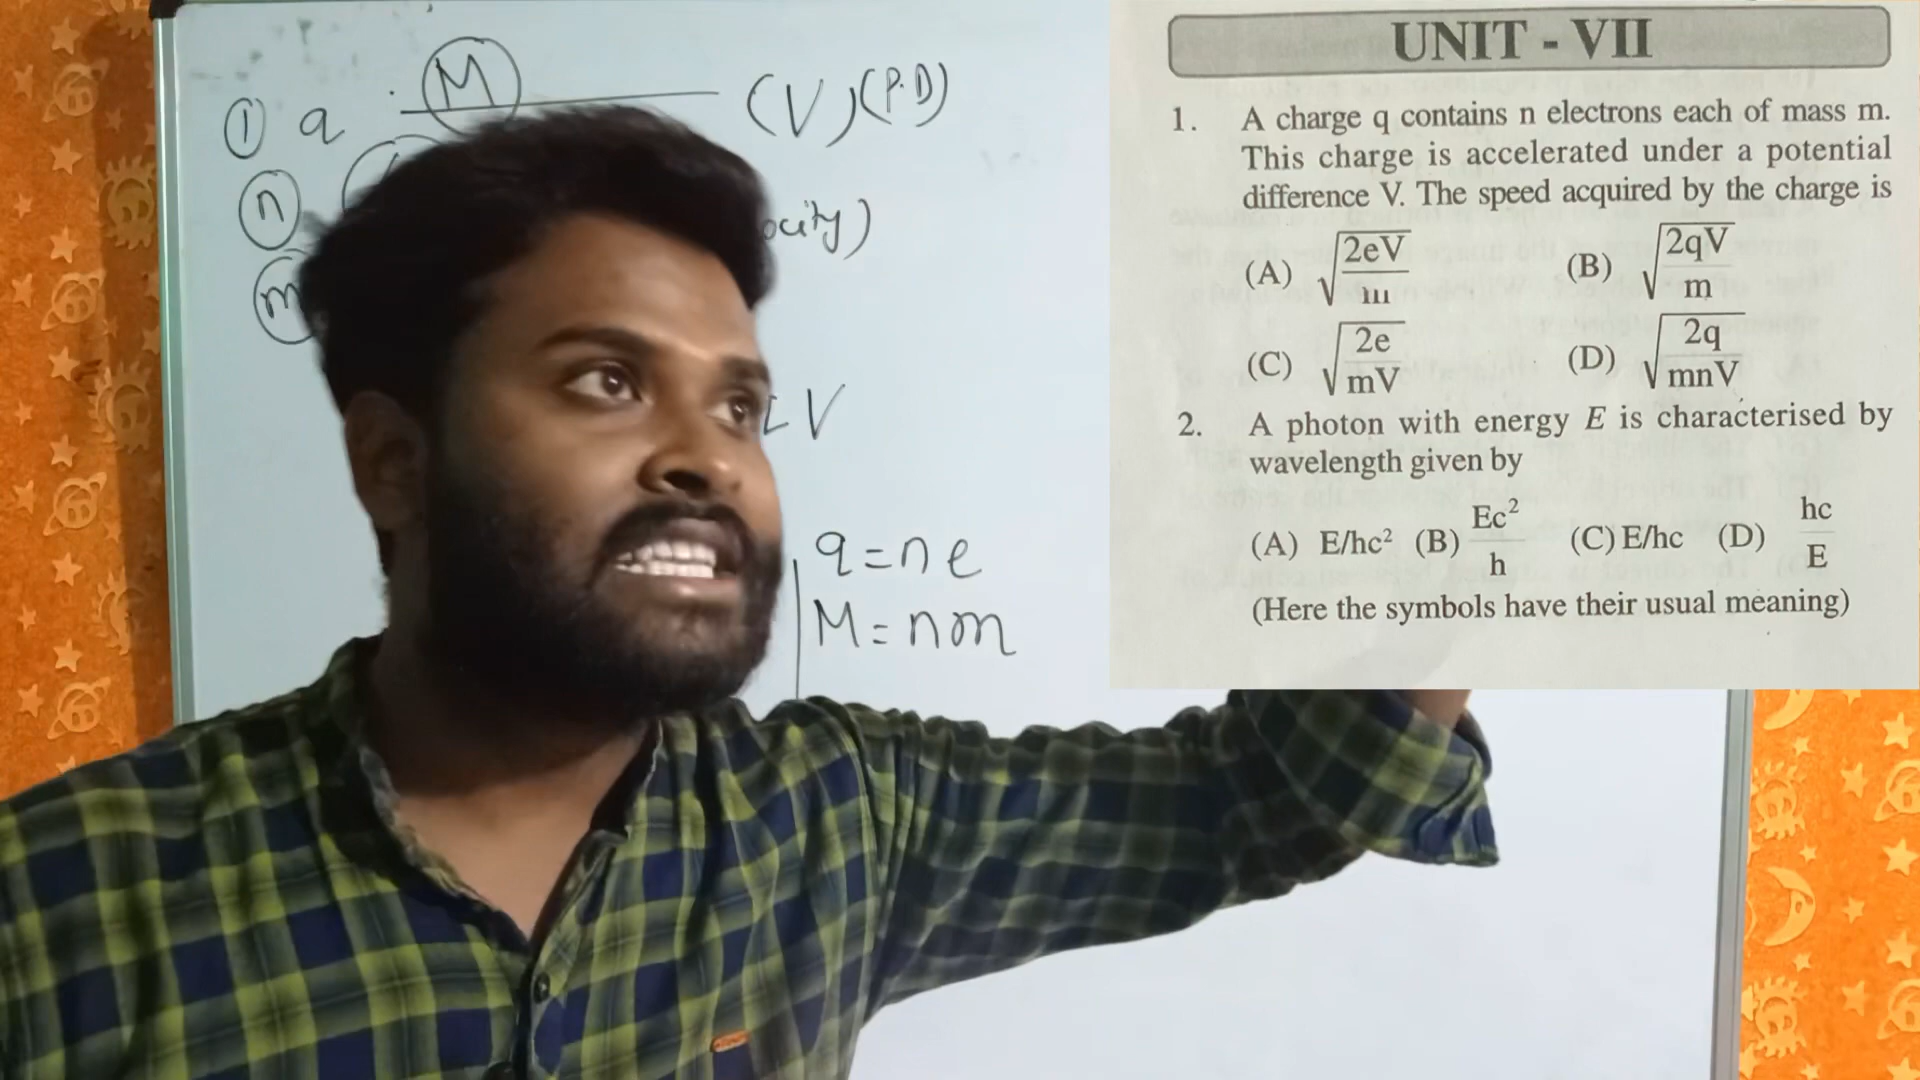 ① q M (V) (P.D)
n
m
ocity)
V
q = n e
M = nm
UNIT - VII
1. A charge q contains n electrons each of mass m.
This charge is accelerated under a potential
difference V. The speed acquired by the charge is
(A) √(2eV/m) (B) √(2qV/m)
(C) √(2e/mV) (D) √(2q/mnV)
2. A photon with energy E is characterised by
wavelength given by
(A) E/hc² (B) Ec²/h (C) E/hc (D) hc/E
(Here the symbols have their usual meaning)